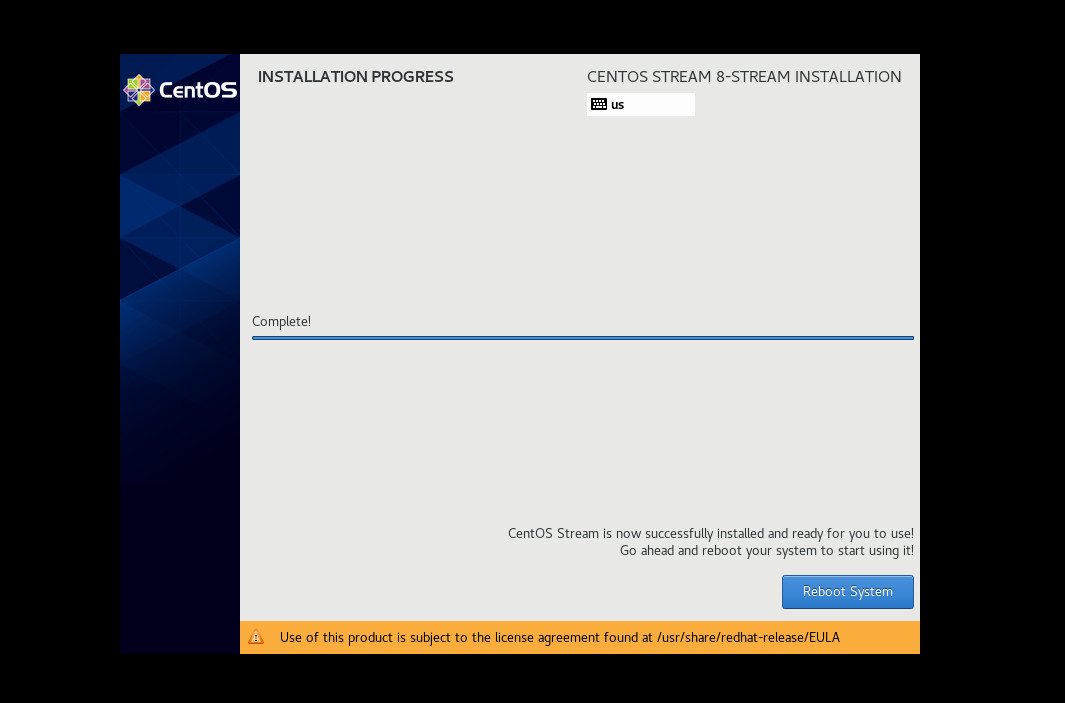 CentOS
INSTALLATION PROGRESS
CENTOS STREAM 8-STREAM INSTALLATION
us
Complete!
CentOS Stream is now successfully installed and ready for you to use!
Go ahead and reboot your system to start using it!
Reboot System
Use of this product is subject to the license agreement found at /usr/share/redhat-release/EULA